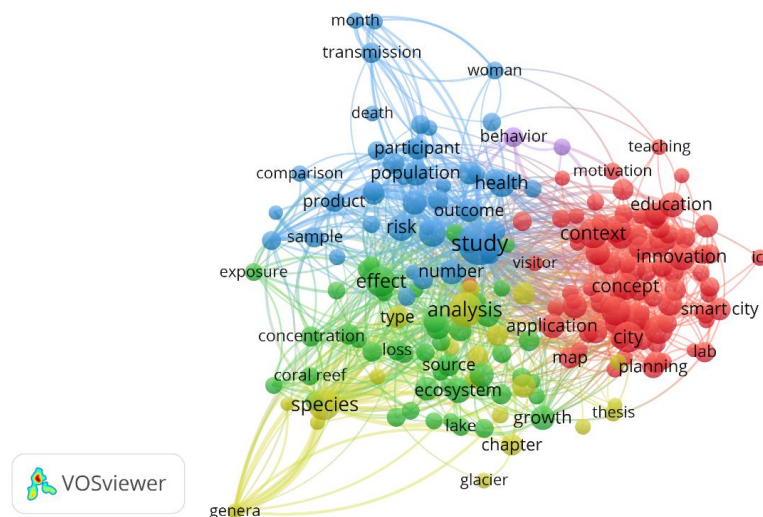 month
transmission
woman
death
behavior
teaching
participant
comparison
population
motivation
health
product
education
outcome
risk
context
sample
study
innovation
visitor
ic
exposure
number
effect
concept
analysis
smart city
type
application
concentration
city
loss
map
lab
source
planning
coral reef
ecosystem
species
growth
thesis
lake
chapter
glacier
VOSviewer
genera